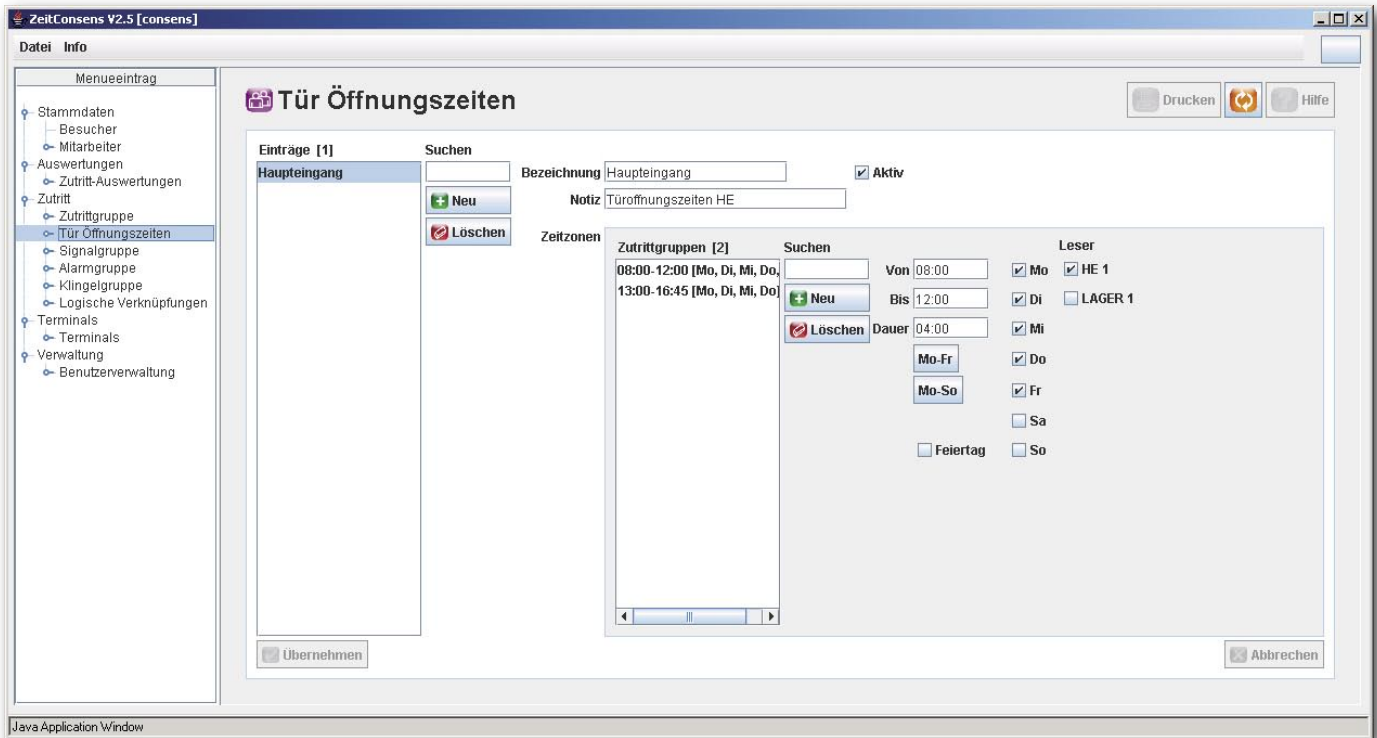 ZeitConsens V2.5 [consens]
Datei Info
Menueeintrag
Stammdaten
Besucher
Mitarbeiter
Auswertungen
Zutritt-Auswertungen
Zutritt
Zutrittgruppe
Tür Öffnungszeiten
Signalgruppe
Alarmgruppe
Klingelgruppe
Logische Verknüpfungen
Terminals
Terminals
Verwaltung
Benutzerverwaltung
Tür Öffnungszeiten
Drucken
Hilfe
Einträge [1]
Haupteingang
Suchen
Neu
Löschen
Bezeichnung Haupteingang
Aktiv
Notiz Türoffnungszeiten HE
Zeitzonen
Zutrittgruppen [2]
08:00-12:00 [Mo, Di, Mi, Do,
13:00-16:45 [Mo, Di, Mi, Do]
Suchen
Neu
Löschen
Von 08:00
Bis 12:00
Dauer 04:00
Mo-Fr
Mo-So
Feiertag
Mo
Di
Mi
Do
Fr
Sa
So
Leser
HE 1
LAGER 1
Übernehmen
Abbrechen
Java Application Window